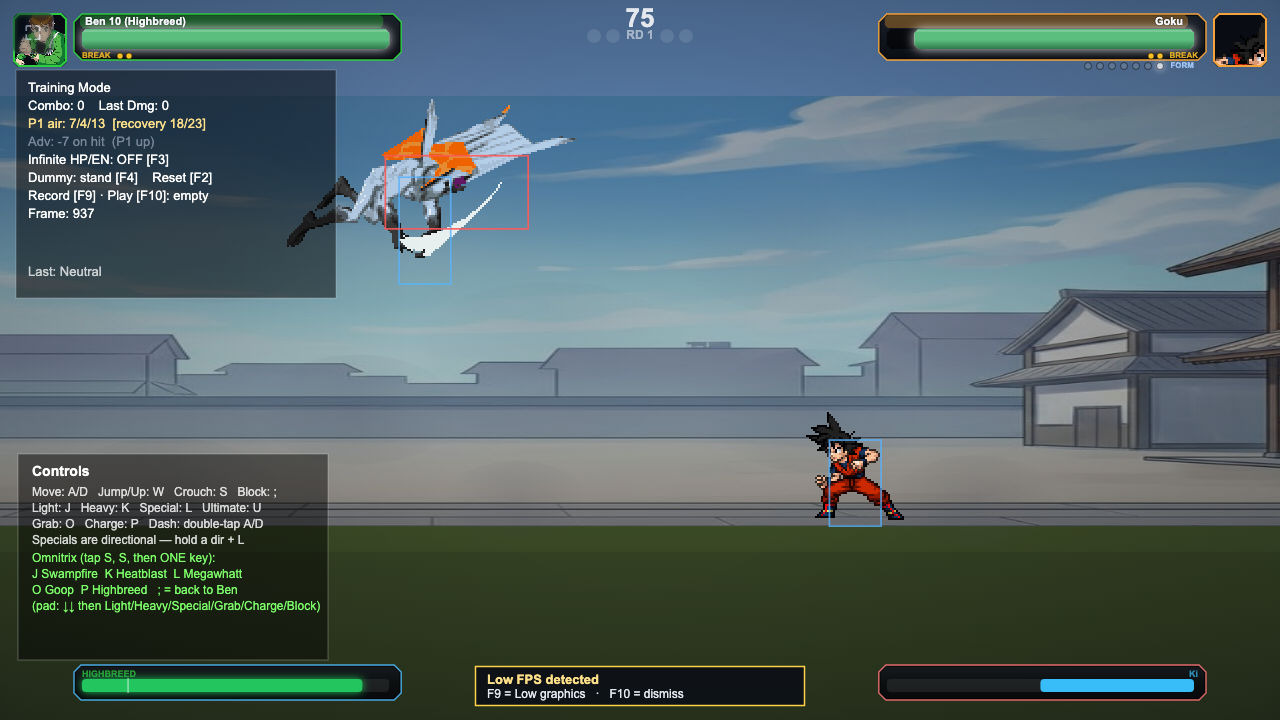 Ben 10 (Highbreed)
75
Goku
BREAK
RD 1
BREAK
FORM
Training Mode
Combo: 0    Last Dmg: 0
P1 air: 7/4/13  [recovery 18/23]
Adv: -7 on hit  (P1 up)
Infinite HP/EN: OFF [F3]
Dummy: stand [F4]    Reset [F2]
Record [F9] · Play [F10]: empty
Frame: 937
Last: Neutral
Controls
Move: A/D   Jump/Up: W   Crouch: S   Block: ;
Light: J   Heavy: K   Special: L   Ultimate: U
Grab: O   Charge: P   Dash: double-tap A/D
Specials are directional — hold a dir + L
Omnitrix (tap S, S, then ONE key):
J Swampfire  K Heatblast  L Megawhatt
O Goop  P Highbreed   ; = back to Ben
(pad: ↓↓ then Light/Heavy/Special/Grab/Charge/Block)
HIGHBREED
Low FPS detected
F9 = Low graphics   ·   F10 = dismiss
Ki